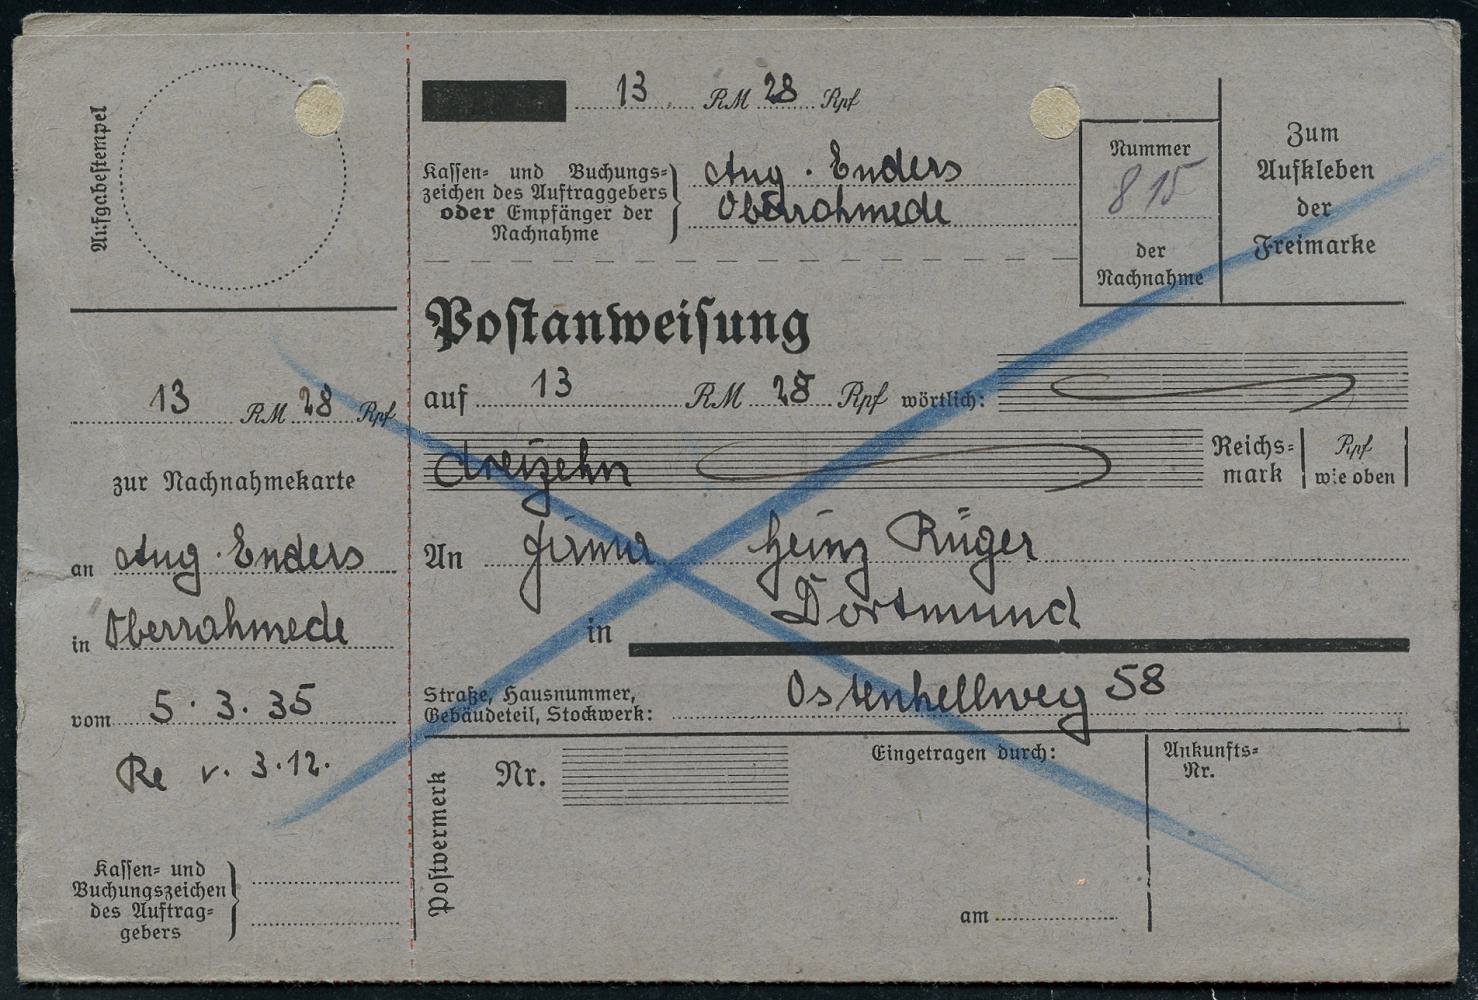 Aufgabestempel
13 RM 28 Rpf
zur Nachnahmekarte
an Aug. Enders
in Oberrahmede
vom 5. 3. 35
Re v. 3.12.
Kassen- und
Buchungszeichen
des Auftrag-
gebers
13 RM 28 Rpf
Kassen- und Buchungs-
zeichen des Auftraggebers
oder Empfänger der
Nachnahme
Aug. Enders
Oberrahmede
Nummer
815
der
Nachnahme
Zum
Aufkleben
der
Freimarke
Postanweisung
auf 13 RM 28 Rpf wörtlich:
dreizehn Reichs-
mark
Rpf
wie oben
An Firma Heinz Rüger
in Dortmund
Straße, Hausnummer,
Gebäudeteil, Stockwerk:
Ostenhellweg 58
Postvermerk
Nr.
Eingetragen durch:
am
Ankunfts-
Nr.